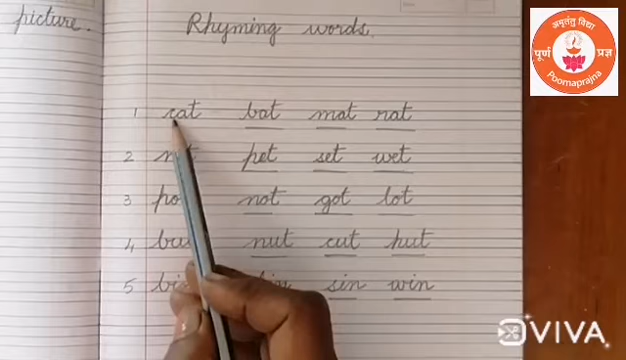 picture. Rhyming words.
1 cat bat mat rat
2 pet set wet
3 not got lot
4 nut cut hut
5 sin win
अमृतंतु विद्या
पूर्ण प्रज्ञ
Poornaprajna
VIVA